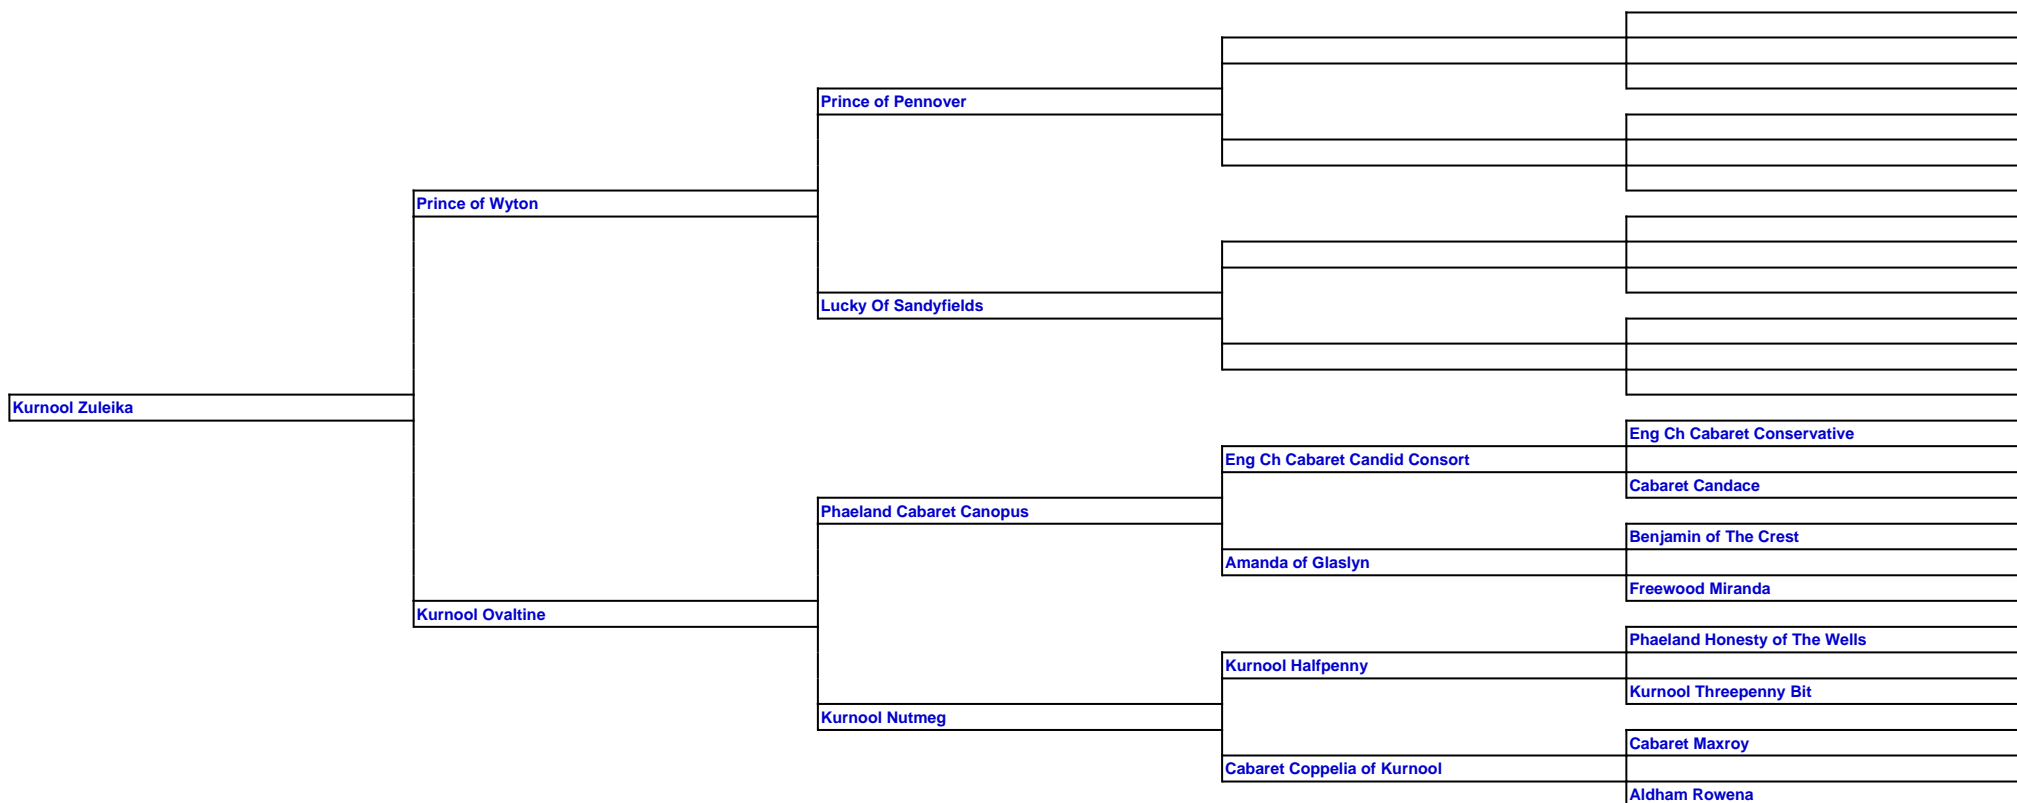 Prince of Pennover
Prince of Wyton
Lucky Of Sandyfields
Kurnool Zuleika
Eng Ch Cabaret Conservative
Eng Ch Cabaret Candid Consort
Cabaret Candace
Phaeland Cabaret Canopus
Benjamin of The Crest
Amanda of Glaslyn
Freewood Miranda
Kurnool Ovaltine
Phaeland Honesty of The Wells
Kurnool Halfpenny
Kurnool Threepenny Bit
Kurnool Nutmeg
Cabaret Maxroy
Cabaret Coppelia of Kurnool
Aldham Rowena